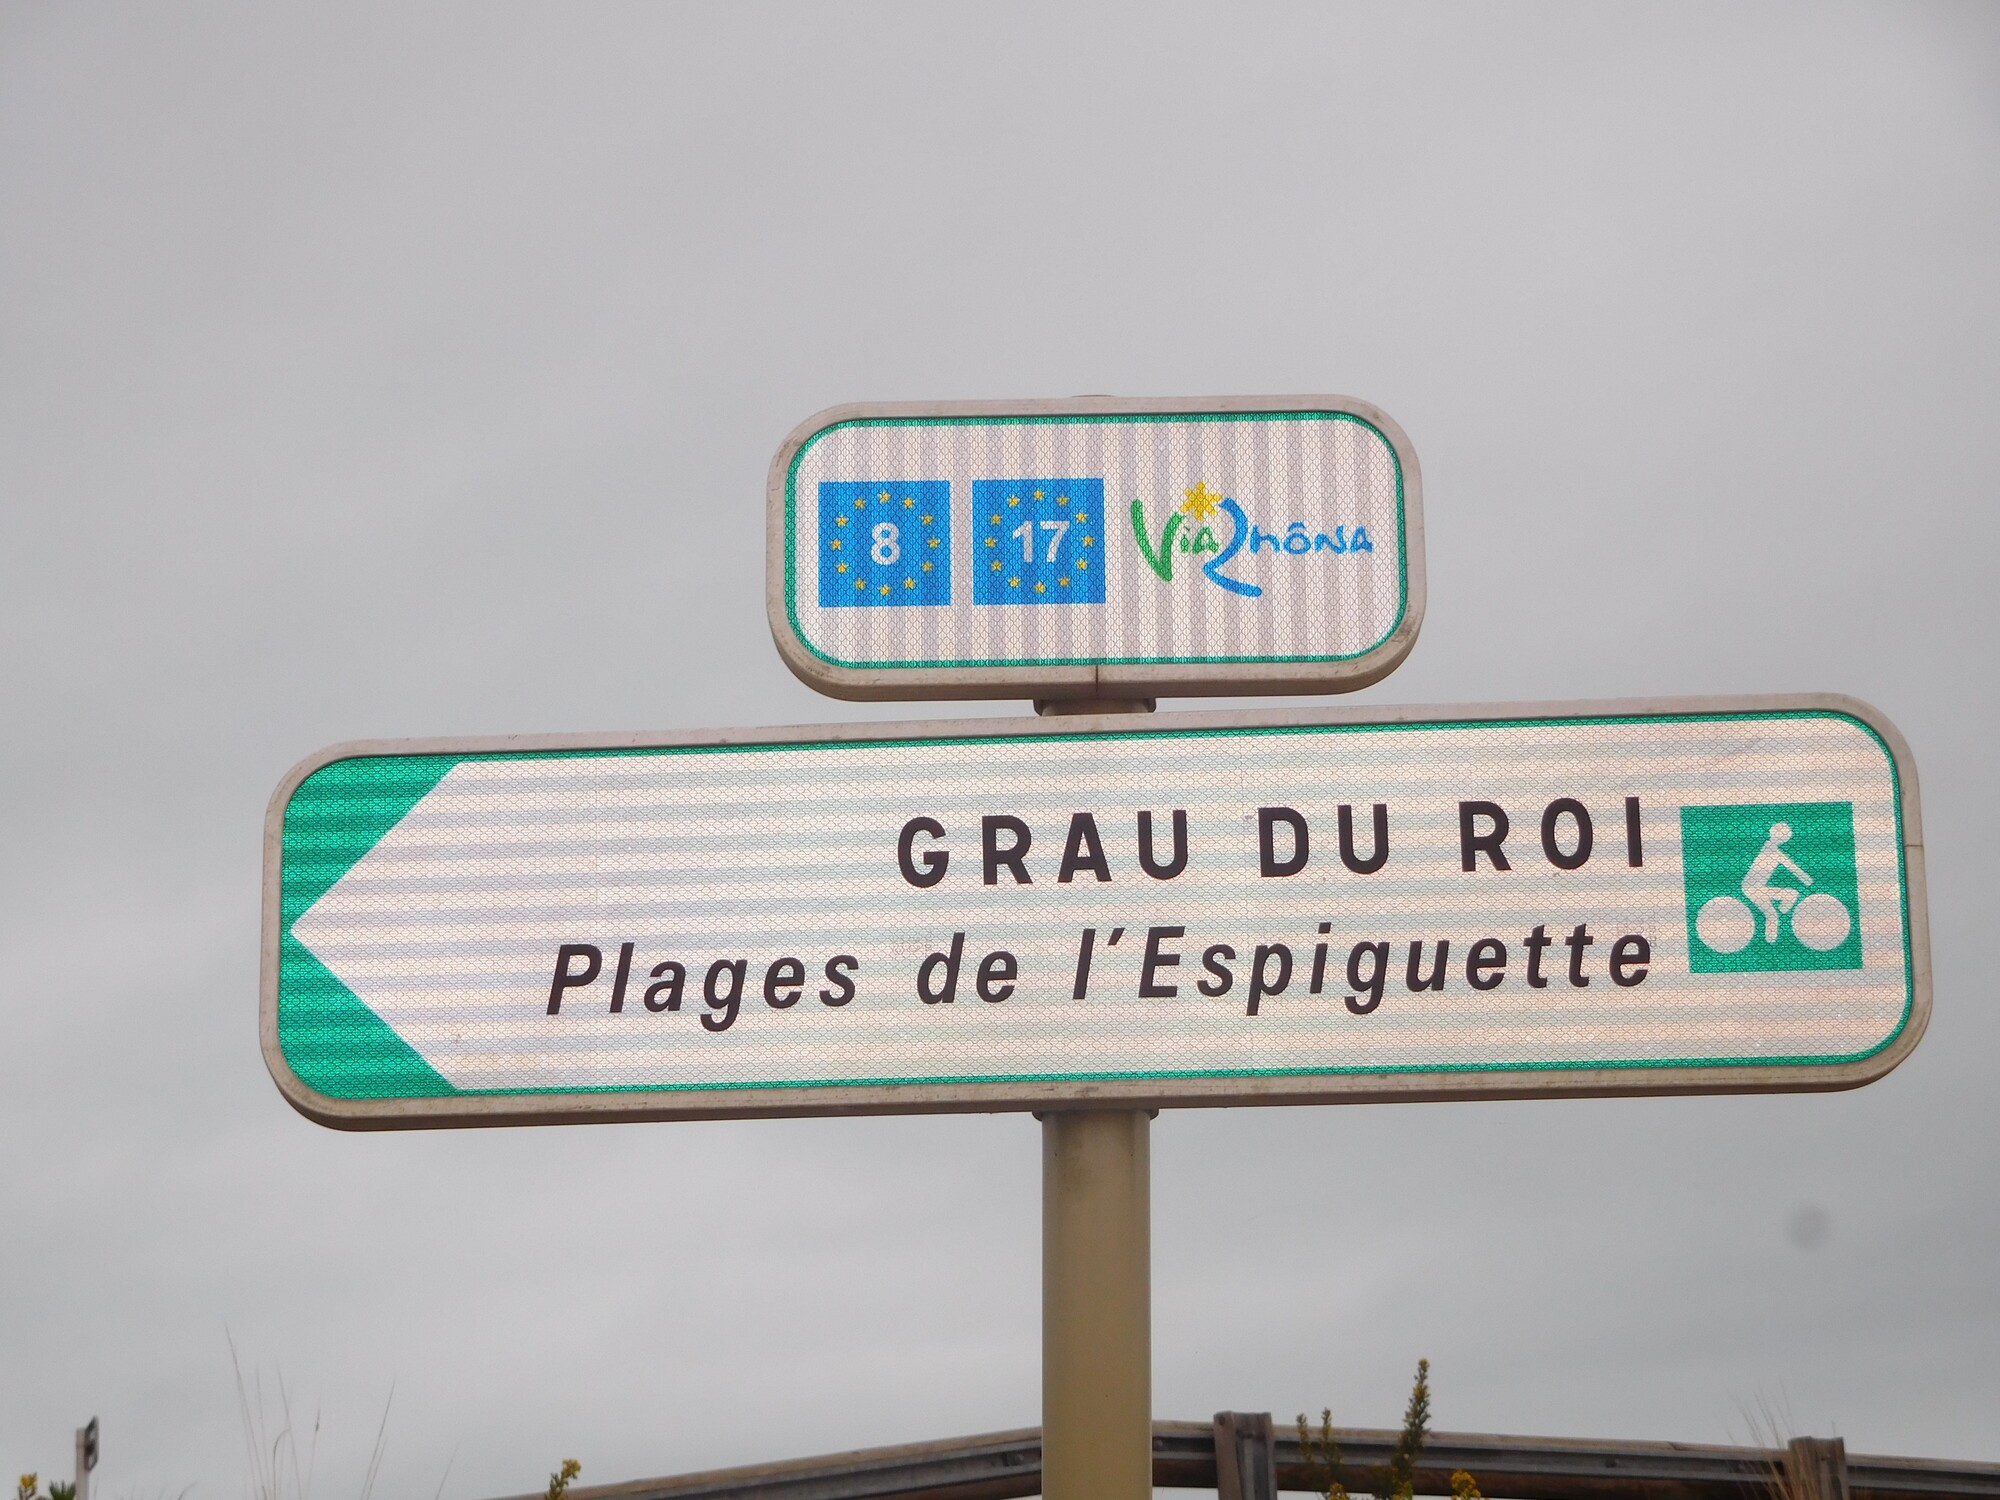 8 17 ViaRhôna
GRAU DU ROI
Plages de l'Espiguette